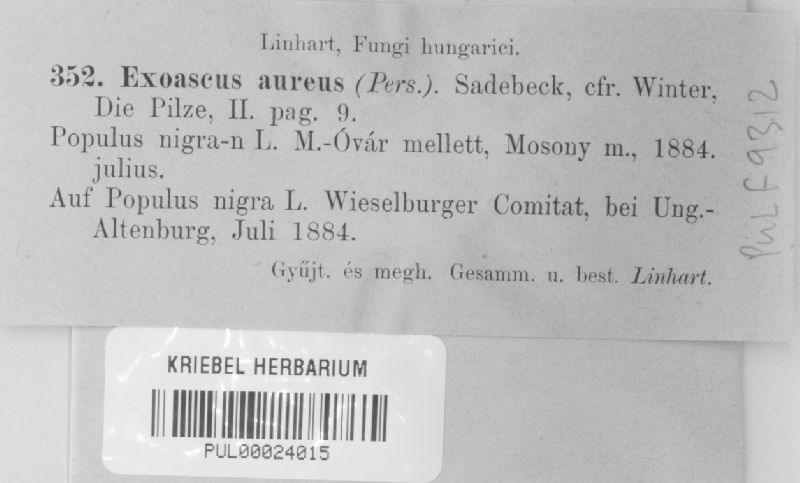 Linhart, Fungi hungarici.
352. Exoascus aureus (Pers.). Sadebeck, cfr. Winter,
Die Pilze, II. pag. 9.
Populus nigra-n L. M.-Óvár mellett, Mosony m., 1884.
julius.
Auf Populus nigra L. Wieselburger Comitat, bei Ung.-
Altenburg, Juli 1884.
Gyűjt. és megh. Gesamm. u. best. Linhart.
PUL F9312
KRIEBEL HERBARIUM
PUL00024015